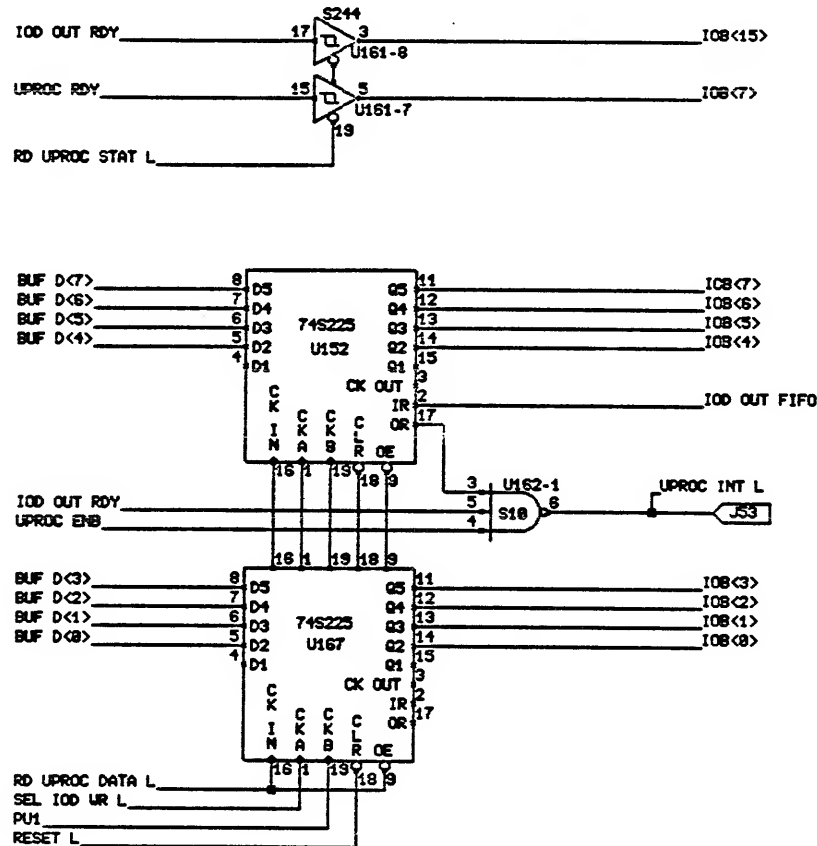 S244
IOD OUT RDY 17 3 IOB<15>
U161-8
UPROC RDY 15 5 IOB<7>
U161-7
19
RD UPROC STAT L
BUF D<7> 8 D5 Q5 11 IOB<7>
BUF D<6> 7 D4 Q4 12 IOB<6>
BUF D<5> 6 D3 74S225 Q3 13 IOB<5>
BUF D<4> 5 D2 U152 Q2 14 IOB<4>
4 D1 Q1 15
CK OUT 3
IR 2 IOD OUT FIFO
OR 17
CK IN CKA CKB CLR OE
16 1 19 18 9
3 U162-1 UPROC INT L
IOD OUT RDY 5 S10 6 J53
UPROC ENB 4
16 1 19 18 9
BUF D<3> 8 D5 Q5 11 IOB<3>
BUF D<2> 7 D4 Q4 12 IOB<2>
BUF D<1> 6 D3 74S225 Q3 13 IOB<1>
BUF D<0> 5 D2 U167 Q2 14 IOB<0>
4 D1 Q1 15
CK OUT 3
IR 2
OR 17
CK IN CKA CKB CLR OE
16 1 19 18 9
RD UPROC DATA L
SEL IOD WR L
PU1
RESET L